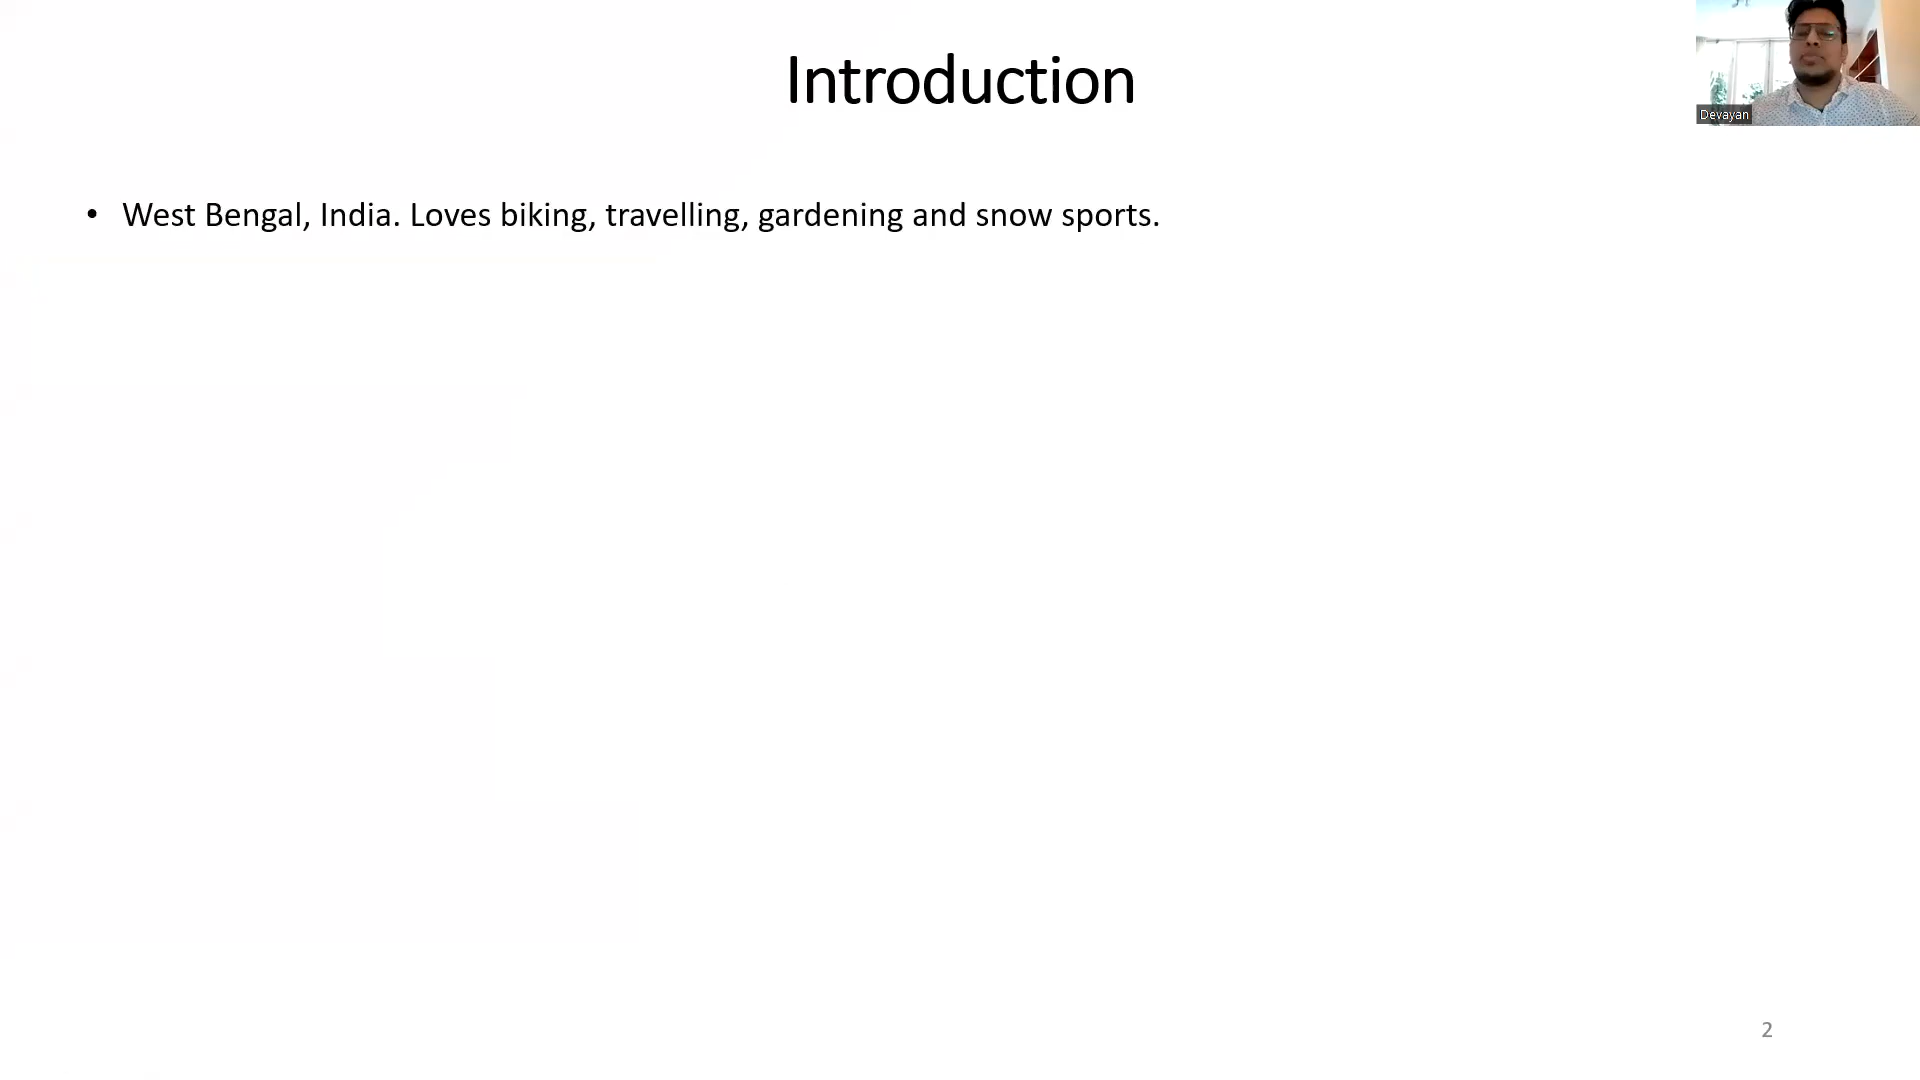 Introduction
Devayan
• West Bengal, India. Loves biking, travelling, gardening and snow sports.
2